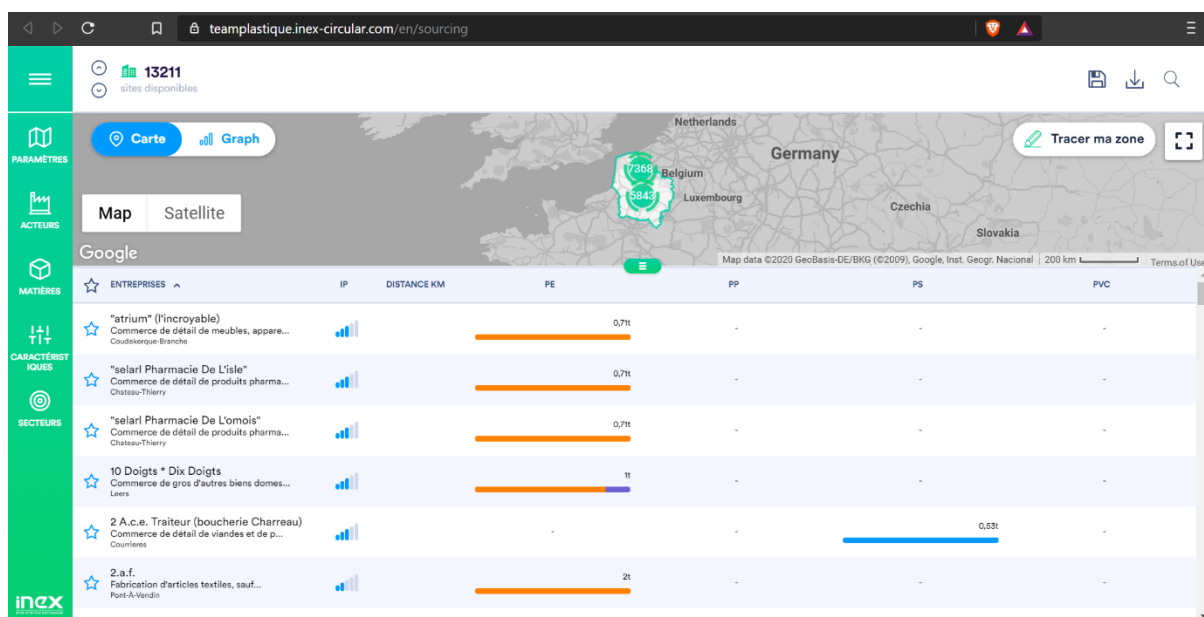 teamplastique.inex-circular.com/en/sourcing
13211
sites disponibles
PARAMÈTRES
ACTEURS
MATIÈRES
CARACTÉRIST
IQUES
SECTEURS
inex
Carte
Graph
Tracer ma zone
Map
Satellite
Netherlands
Germany
7368
Belgium
5843
Luxembourg
Czechia
Slovakia
Google
Map data ©2020 GeoBasis-DE/BKG (©2009), Google, Inst. Geogr. Nacional
200 km
Terms of Use
ENTREPRISES IP DISTANCE KM PE PP PS PVC
"atrium" (l'incroyable)
0,71t - - -
Commerce de détail de meubles, appare...
Coudekerque-Branche
"selarl Pharmacie De L'isle"
0,71t - - -
Commerce de détail de produits pharma...
Chateau-Thierry
"selarl Pharmacie De L'omois"
0,71t - - -
Commerce de détail de produits pharma...
Chateau-Thierry
10 Doigts * Dix Doigts
1t - - -
Commerce de gros d'autres biens domes...
Leers
2 A.c.e. Traiteur (boucherie Charreau)
- - 0,53t -
Commerce de détail de viandes et de p...
Courrieres
2.a.f.
2t - - -
Fabrication d'articles textiles, sauf...
Pont-À-Vendin